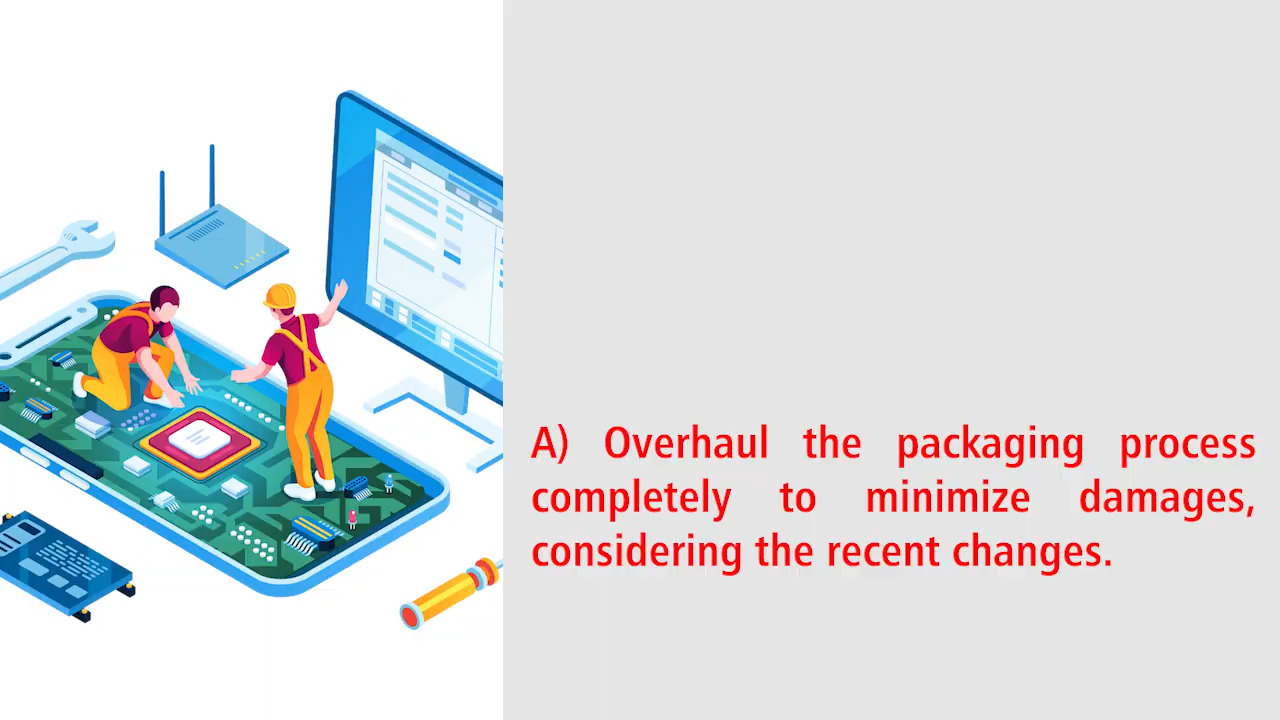 A) Overhaul the packaging process
completely to minimize damages,
considering the recent changes.